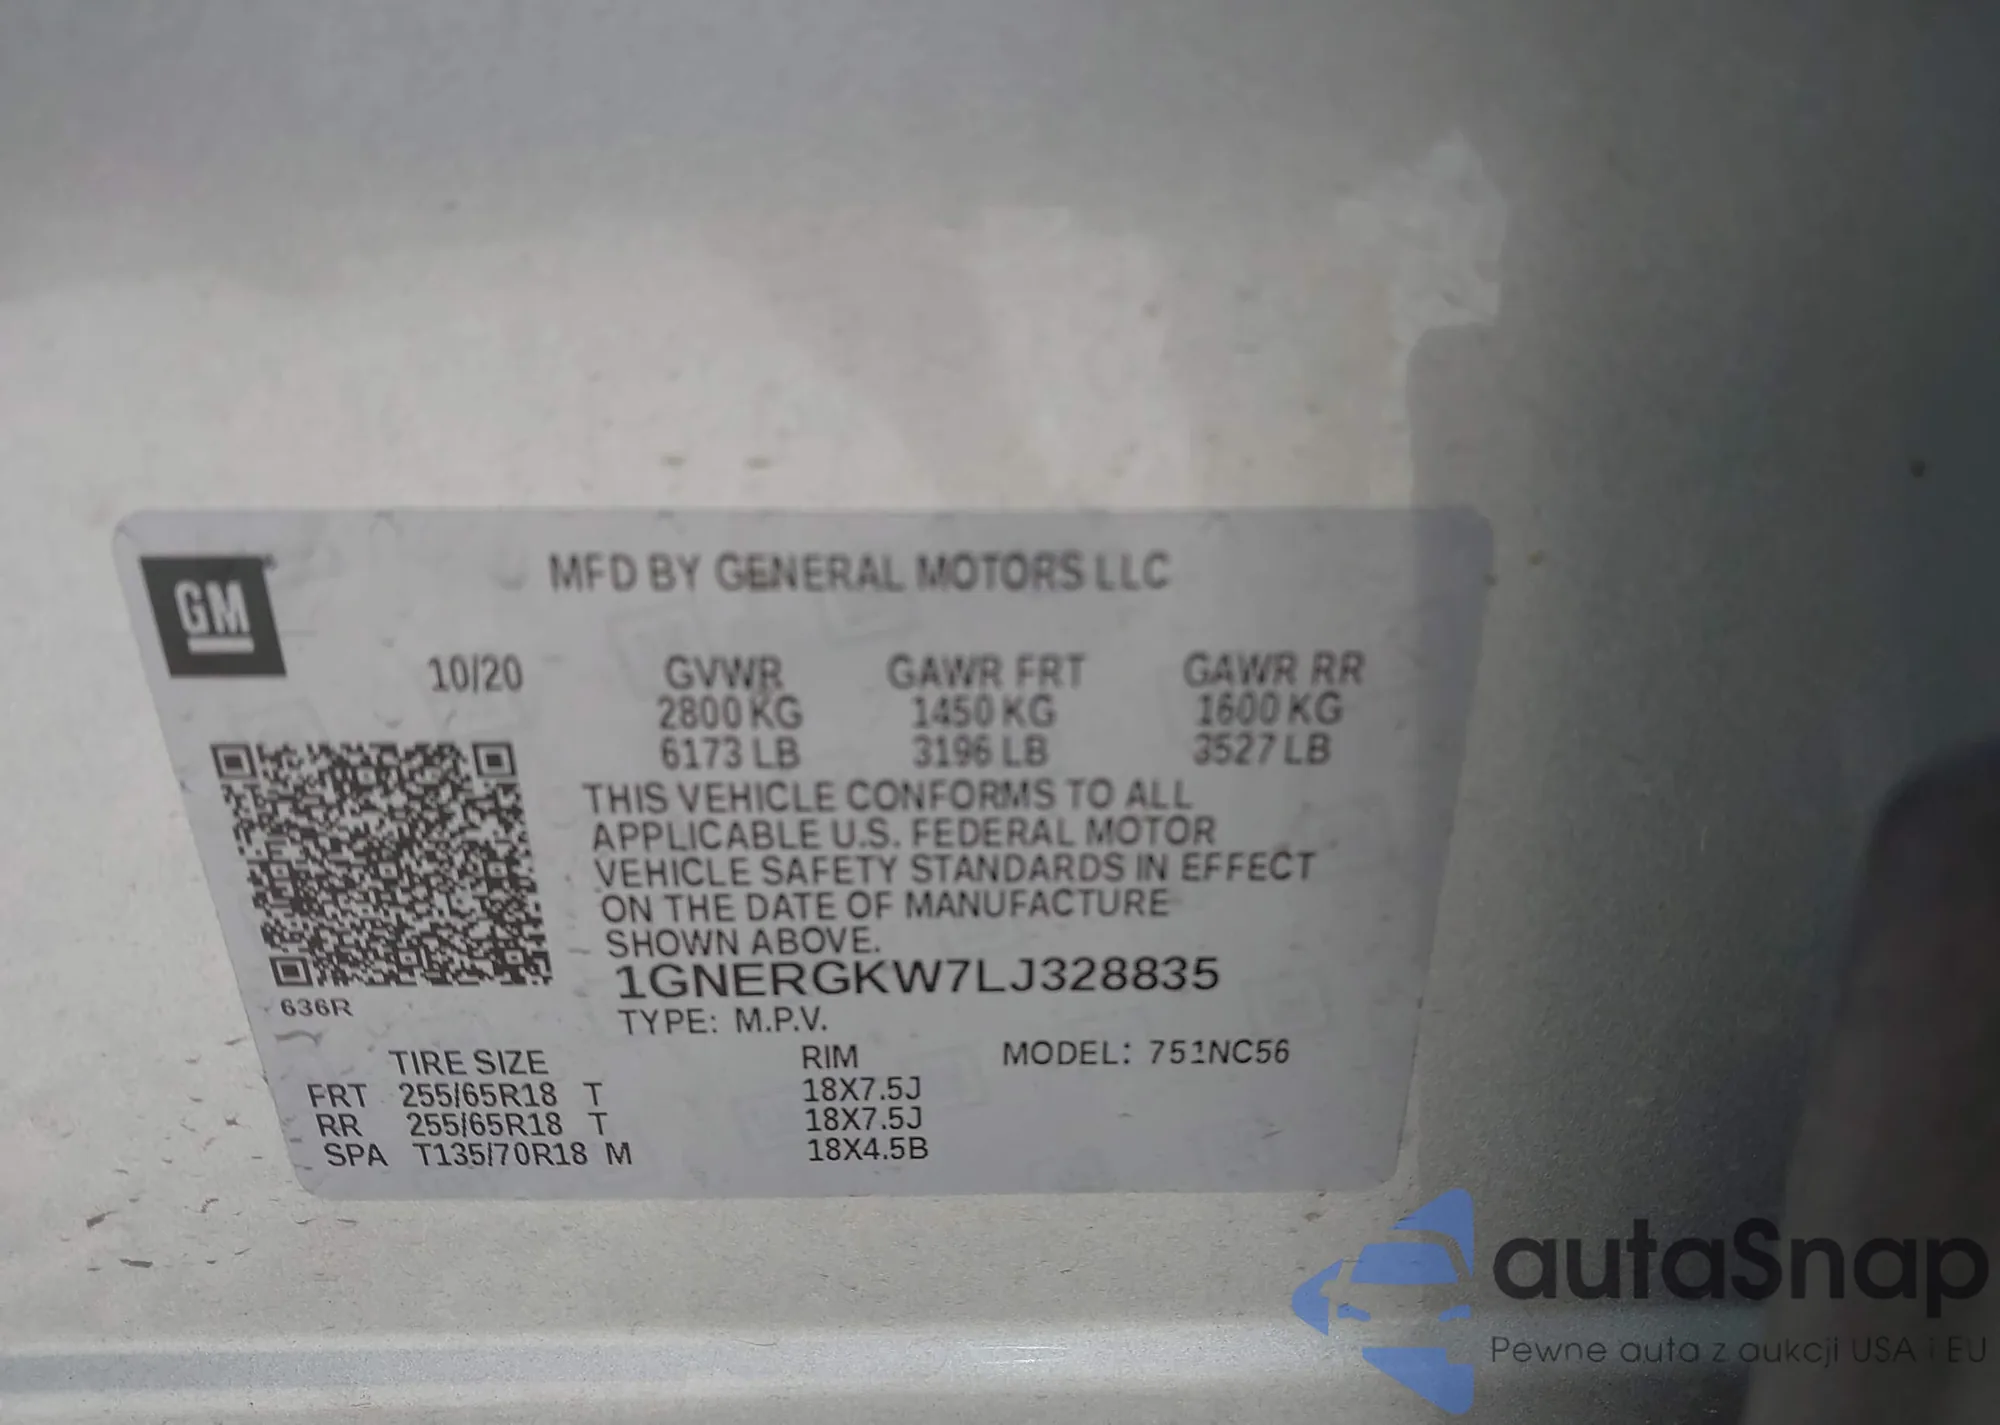 MFD BY GENERAL MOTORS LLC
GM
10/20 GVWR GAWR FRT GAWR RR
2800 KG 1450 KG 1600 KG
6173 LB 3196 LB 3527 LB
THIS VEHICLE CONFORMS TO ALL
APPLICABLE U.S. FEDERAL MOTOR
VEHICLE SAFETY STANDARDS IN EFFECT
ON THE DATE OF MANUFACTURE
SHOWN ABOVE.
1GNERGKW7LJ328835
636R
TYPE: M.P.V.
TIRE SIZE RIM MODEL: 751NC56
FRT 255/65R18 T 18X7.5J
RR 255/65R18 T 18X7.5J
SPA T135/70R18 M 18X4.5B
autaSnap
Pewne auta z aukcji USA i EU